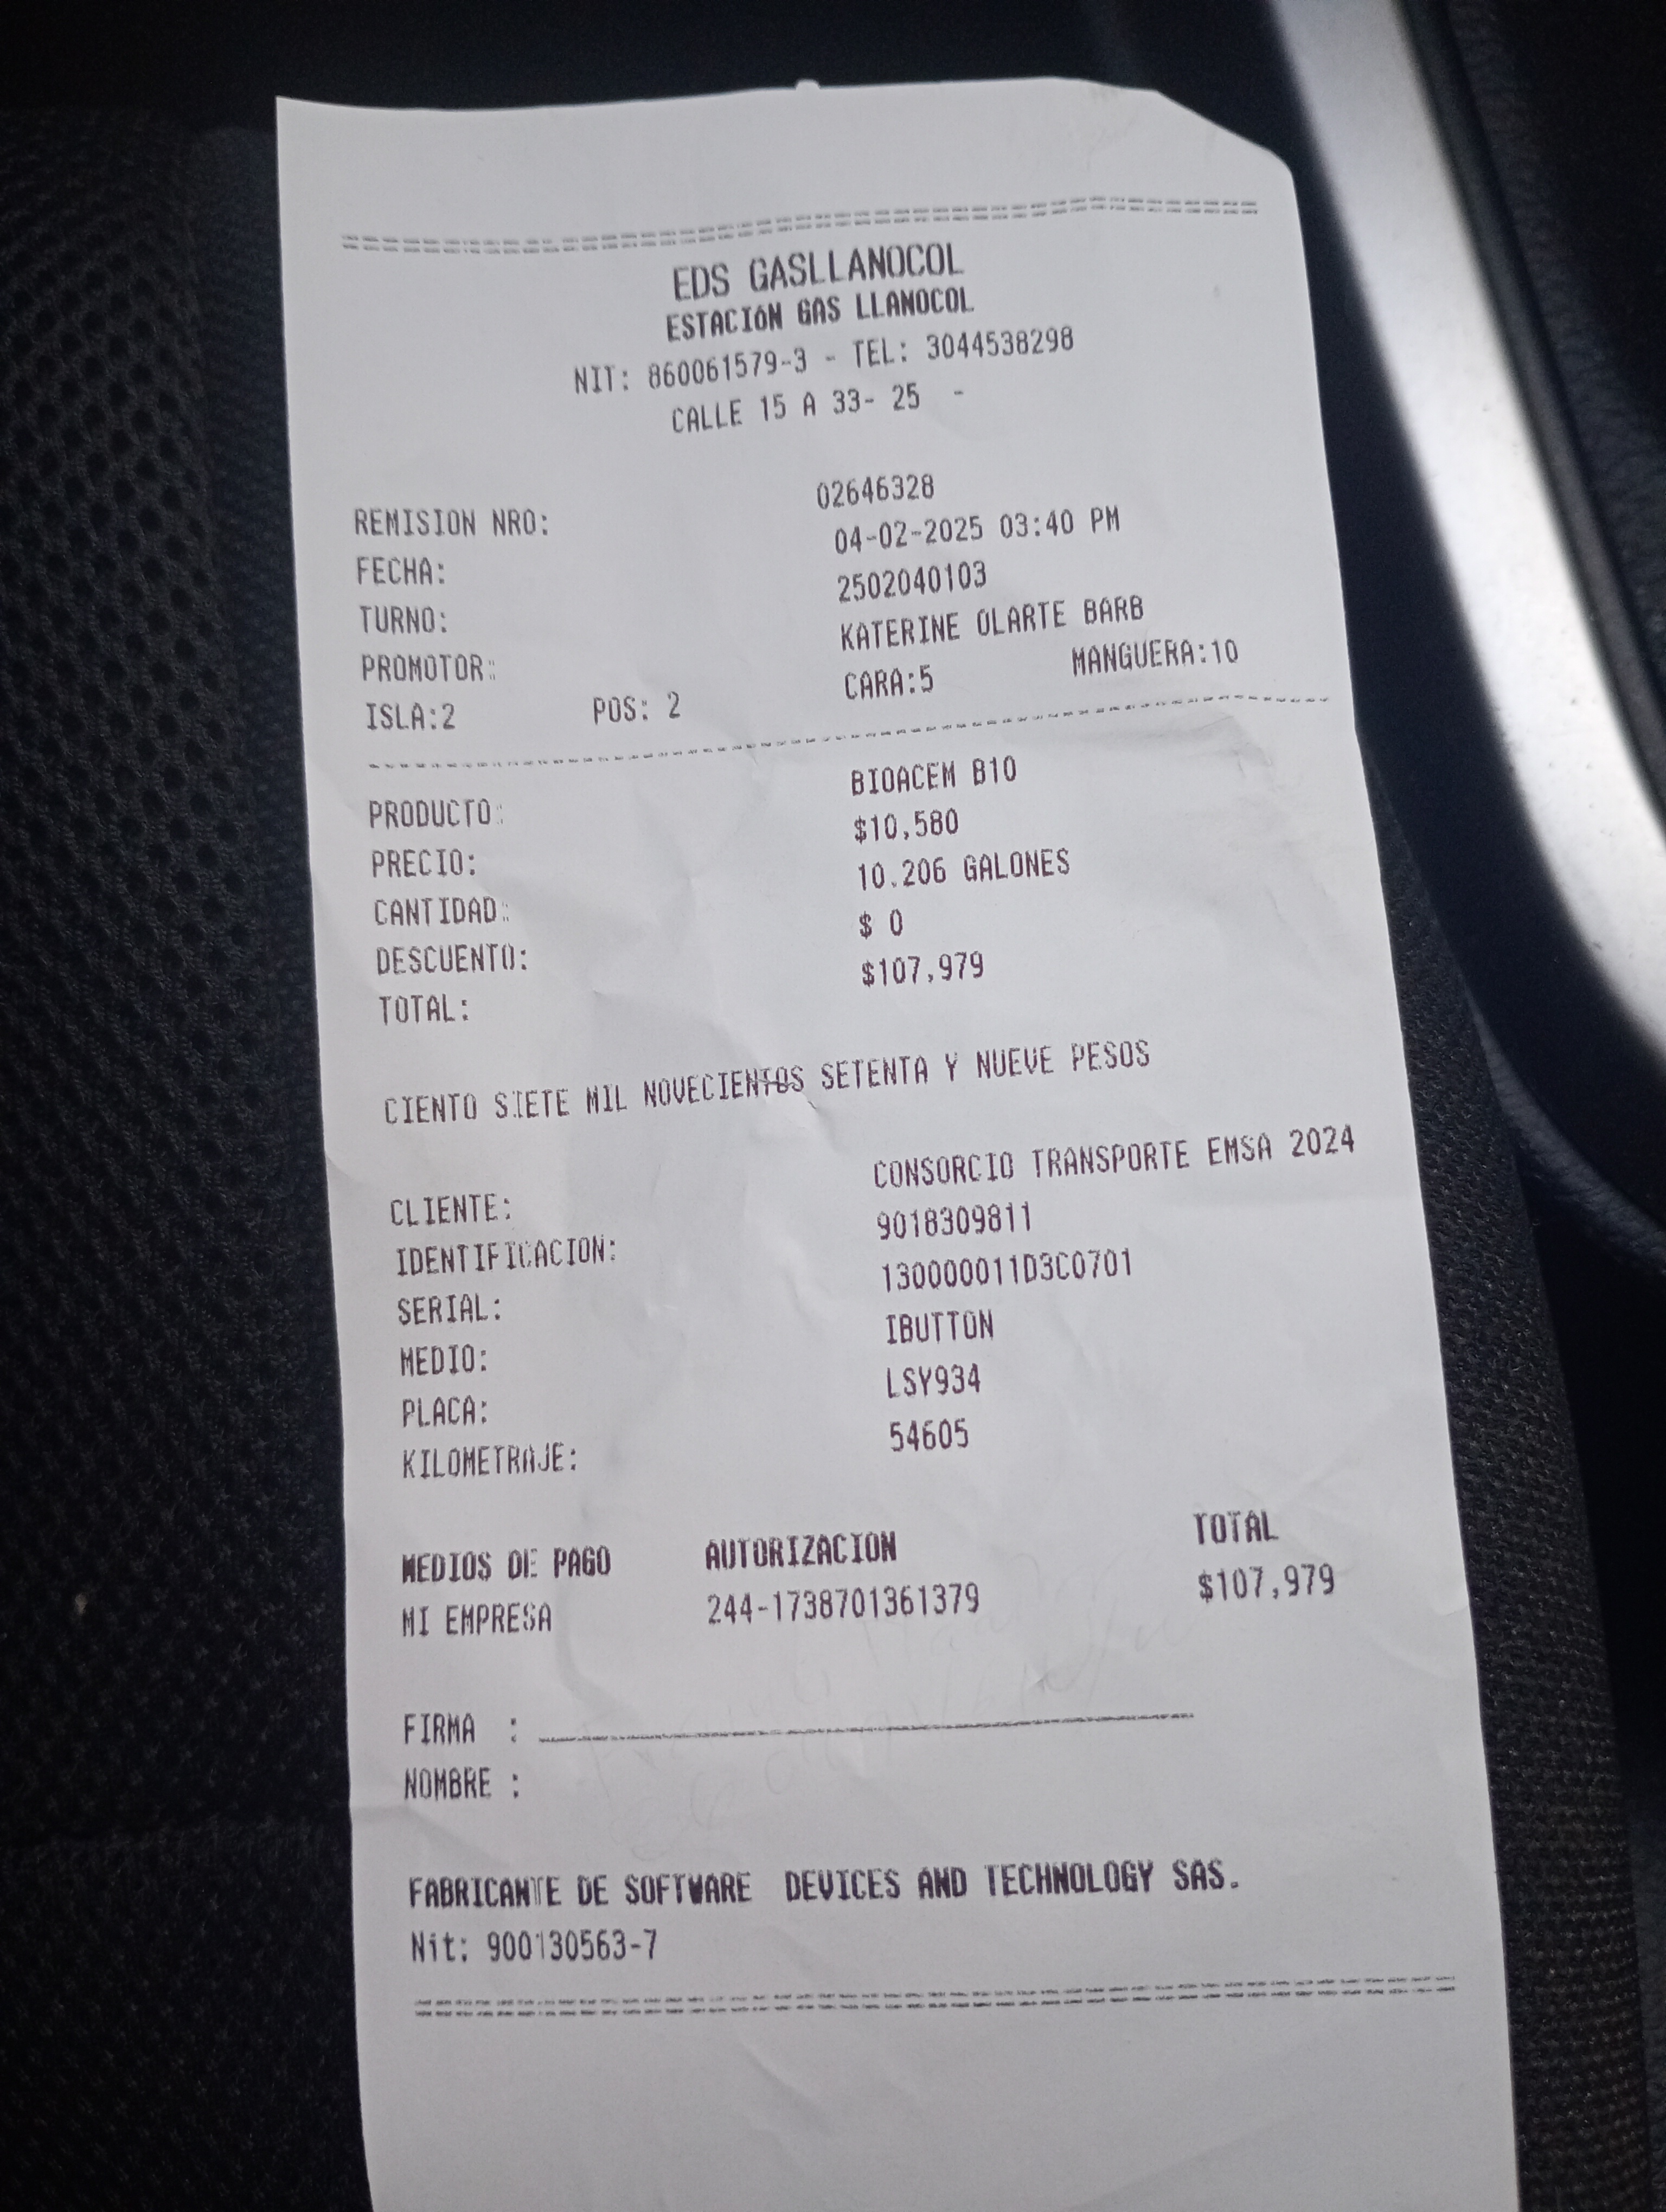 EDS GASLLANOCOL
ESTACIÓN GAS LLANOCOL
NIT: 860061579-3 - TEL: 3044538298
CALLE 15 A 33- 25 -
REMISION NRO: 02646328
FECHA: 04-02-2025 03:40 PM
TURNO: 2502040103
PROMOTOR: KATERINE OLARTE BARB
ISLA:2 POS: 2 CARA:5 MANGUERA:10
PRODUCTO: BIOACEM B10
PRECIO: $10,580
CANTIDAD: 10.206 GALONES
DESCUENTO: $ 0
TOTAL: $107,979
CIENTO SIETE MIL NOVECIENTOS SETENTA Y NUEVE PESOS
CLIENTE: CONSORCIO TRANSPORTE EMSA 2024
IDENTIFICACION: 9018309811
SERIAL: 130000011D3C0701
MEDIO: IBUTTON
PLACA: LSY934
KILOMETRAJE: 54605
MEDIOS DE PAGO AUTORIZACION TOTAL
MI EMPRESA 244-1738701361379 $107,979
FIRMA :
NOMBRE :
FABRICANTE DE SOFTWARE DEVICES AND TECHNOLOGY SAS.
Nit: 900130563-7